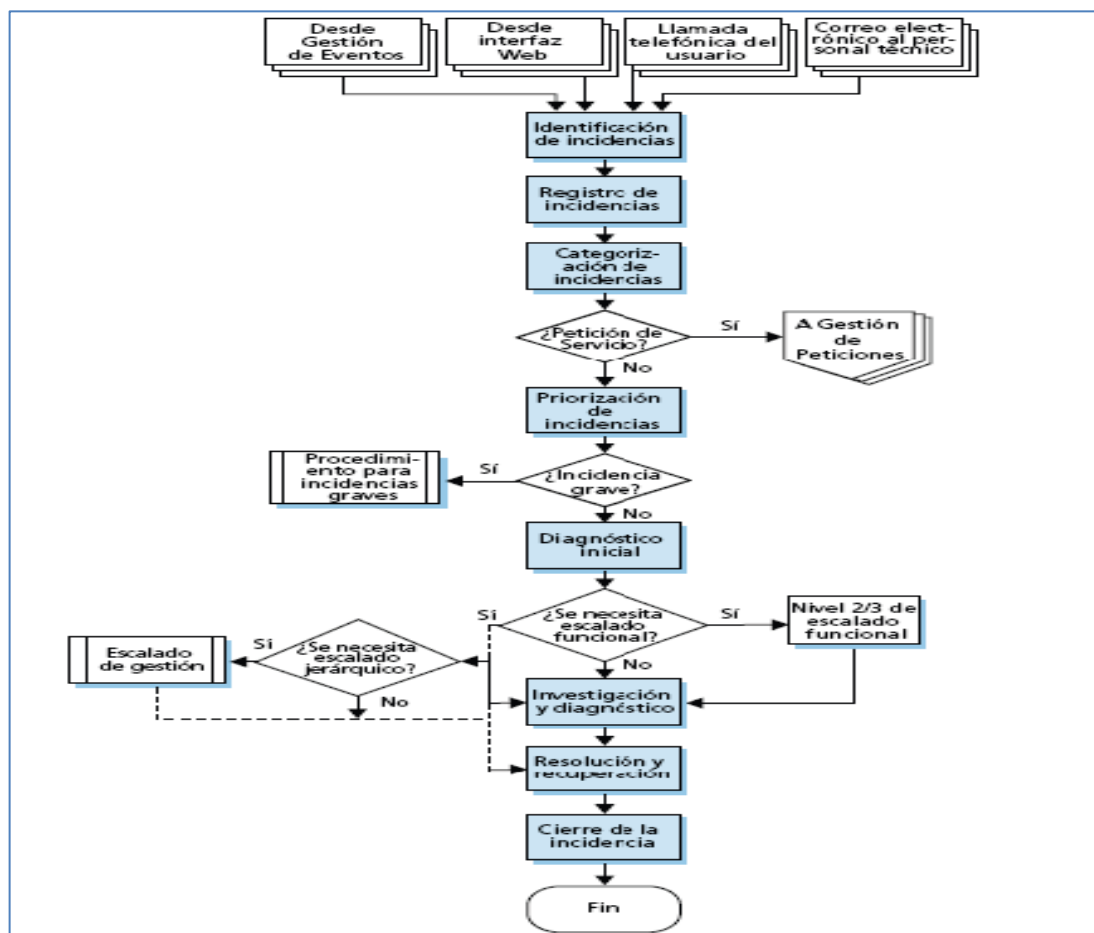 Desde
Gestión
de Eventos
Desde
interfaz
Web
Llamada
telefónica del
usuario
Correo elect-
rónico al per-
sonal técnico
Identificación
de incidencias
Registro de
incidencias
Categoriz-
ación de
incidencias
¿Petición de
Servicio?
Sí
A Gestión
de
Peticiones
No
Priorización
de
incidencias
Procedimi-
ento para
incidencias
graves
Sí
¿Incidencia
grave?
No
Diagnóstico
inicial
¿Se necesita
escalado
funcional?
Sí
Sí
Nivel 2/3 de
escalado
funcional
No
Escalado
de gestión
Sí
¿Se necesita
escalado
jerárquico?
No
Investigación
y diagnóstico
Resolución y
recuperación
Cierre de la
incidencia
Fin